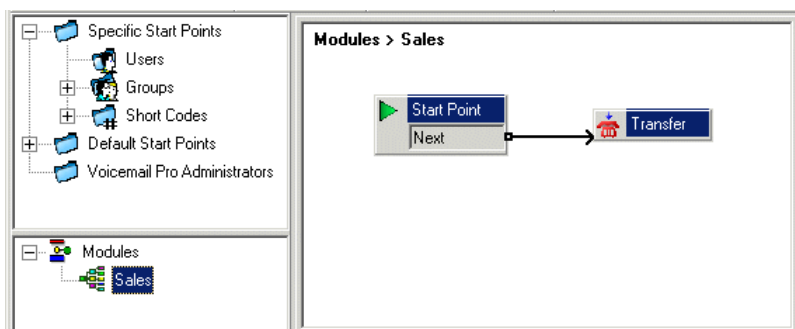 Specific Start Points
Users
Groups
Short Codes
Default Start Points
Voicemail Pro Administrators
Modules
Sales
Modules > Sales
Start Point
Next
Transfer